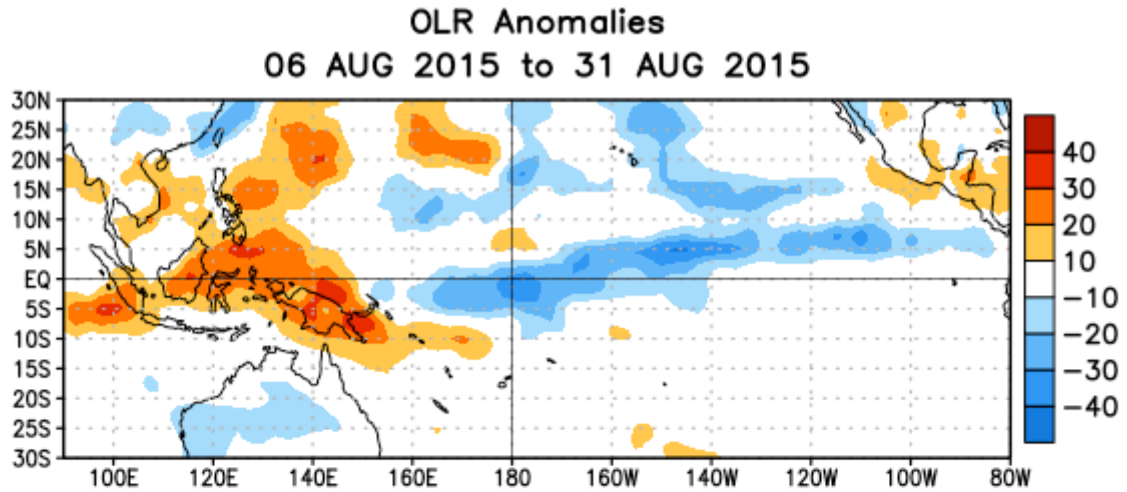 OLR Anomalies
06 AUG 2015 to 31 AUG 2015
30N
25N
20N
15N
10N
5N
EQ
5S
10S
15S
20S
25S
30S
100E 120E 140E 160E 180 160W 140W 120W 100W 80W
40
30
20
10
-10
-20
-30
-40